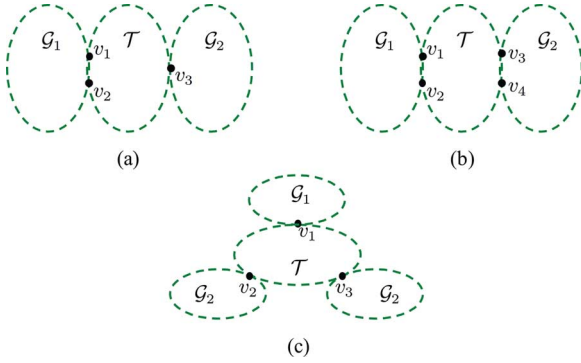 𝒢₁ 𝒯 𝒢₂ 𝒢₁ 𝒯 𝒢₂
v₁ v₁ v₃
v₃
v₂ v₂ v₄
(a) (b)
𝒢₁
v₁
𝒯
𝒢₂ v₂ v₃ 𝒢₂
(c)